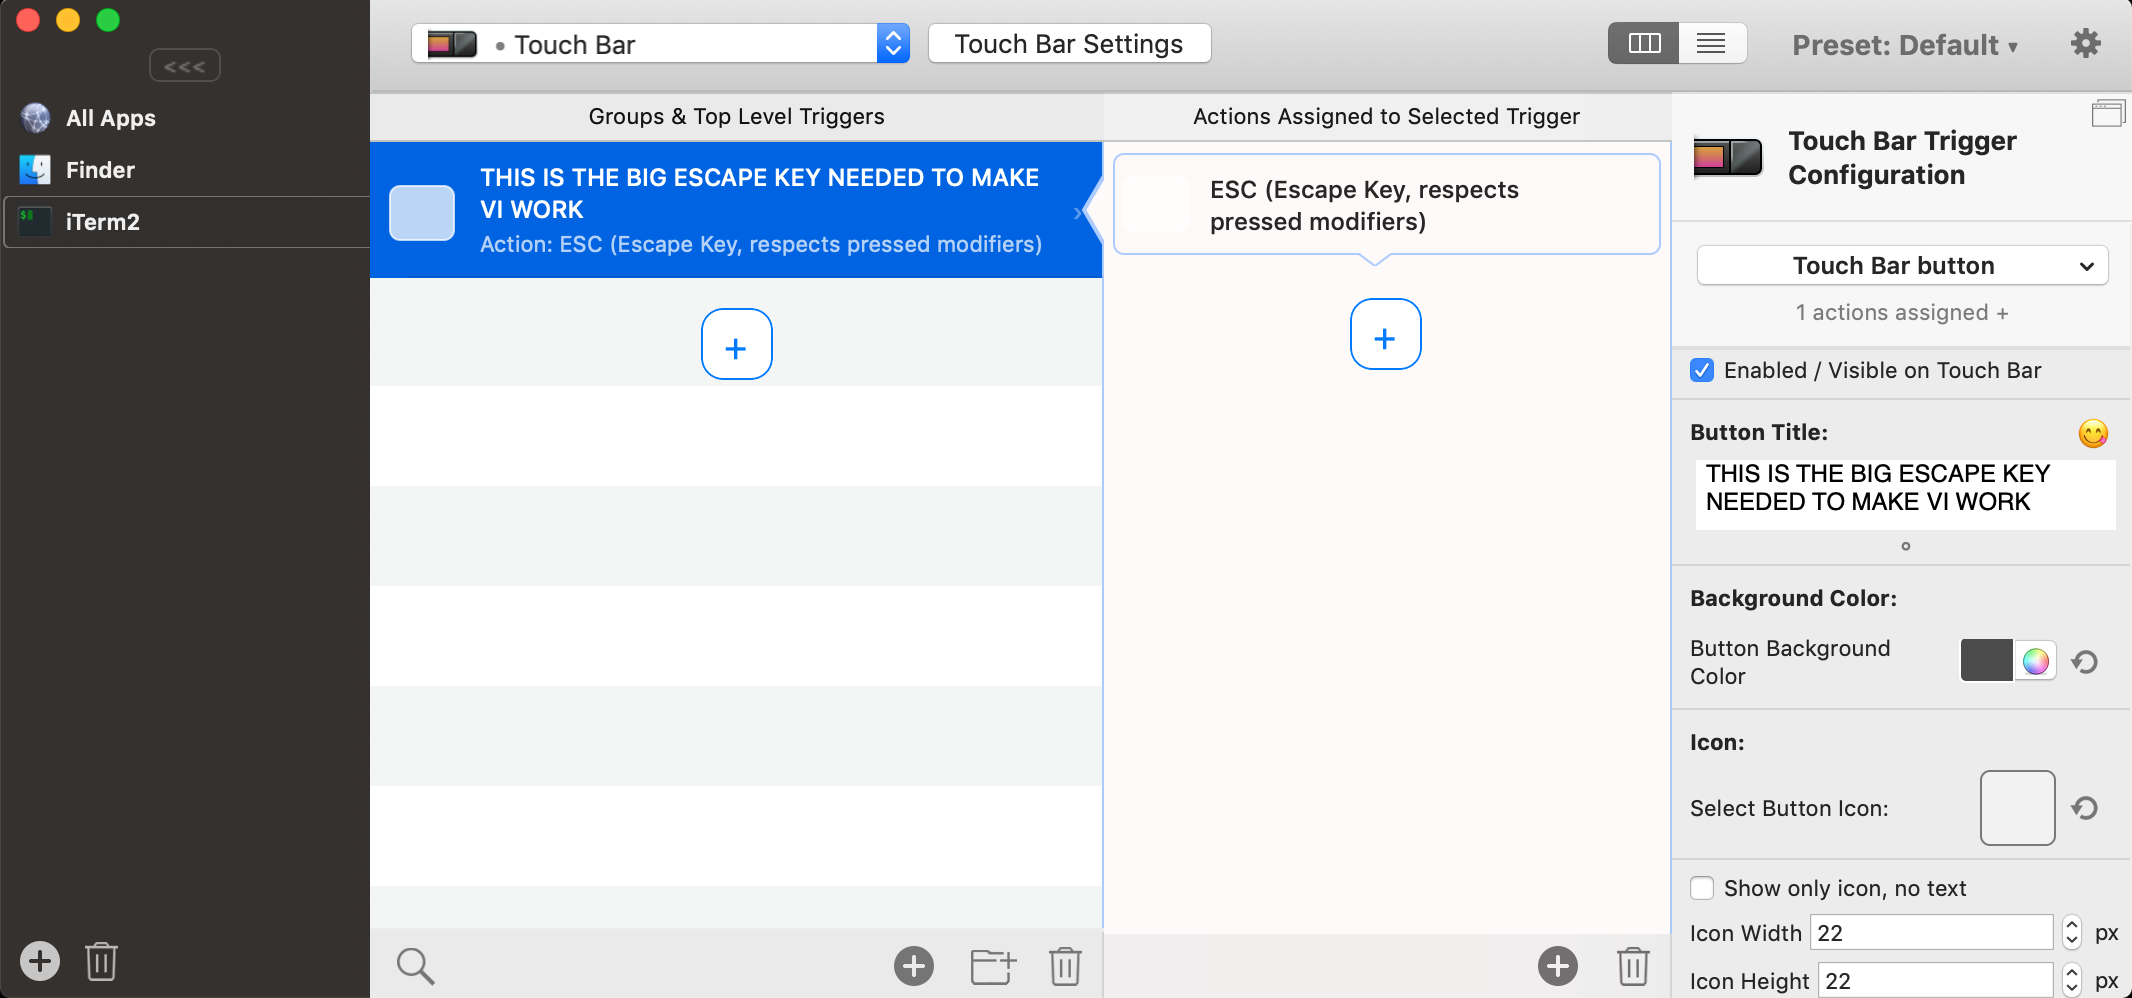 <<<
All Apps
Finder
iTerm2
• Touch Bar
Touch Bar Settings
Preset: Default ▾
Groups & Top Level Triggers
THIS IS THE BIG ESCAPE KEY NEEDED TO MAKE
VI WORK
Action: ESC (Escape Key, respects pressed modifiers)
Actions Assigned to Selected Trigger
ESC (Escape Key, respects
pressed modifiers)
Touch Bar Trigger
Configuration
Touch Bar button
1 actions assigned +
Enabled / Visible on Touch Bar
Button Title:
THIS IS THE BIG ESCAPE KEY
NEEDED TO MAKE VI WORK
Background Color:
Button Background
Color
Icon:
Select Button Icon:
Show only icon, no text
Icon Width 22 px
Icon Height 22 px